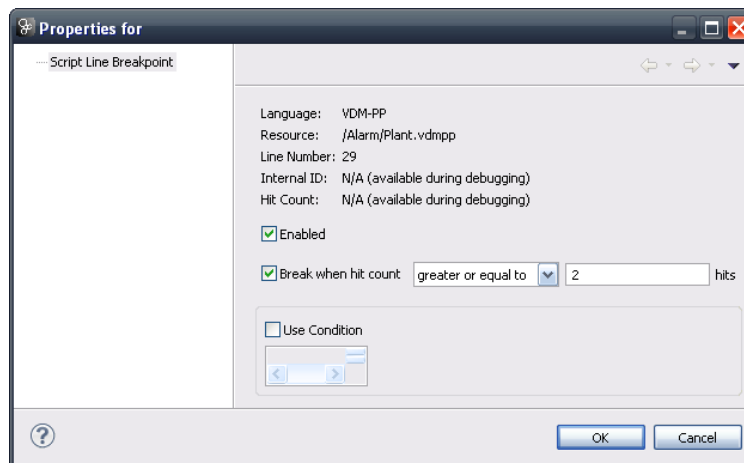 Properties for
Script Line Breakpoint
Language: VDM-PP
Resource: /Alarm/Plant.vdmpp
Line Number: 29
Internal ID: N/A (available during debugging)
Hit Count: N/A (available during debugging)
Enabled
Break when hit count greater or equal to 2 hits
Use Condition
? OK Cancel